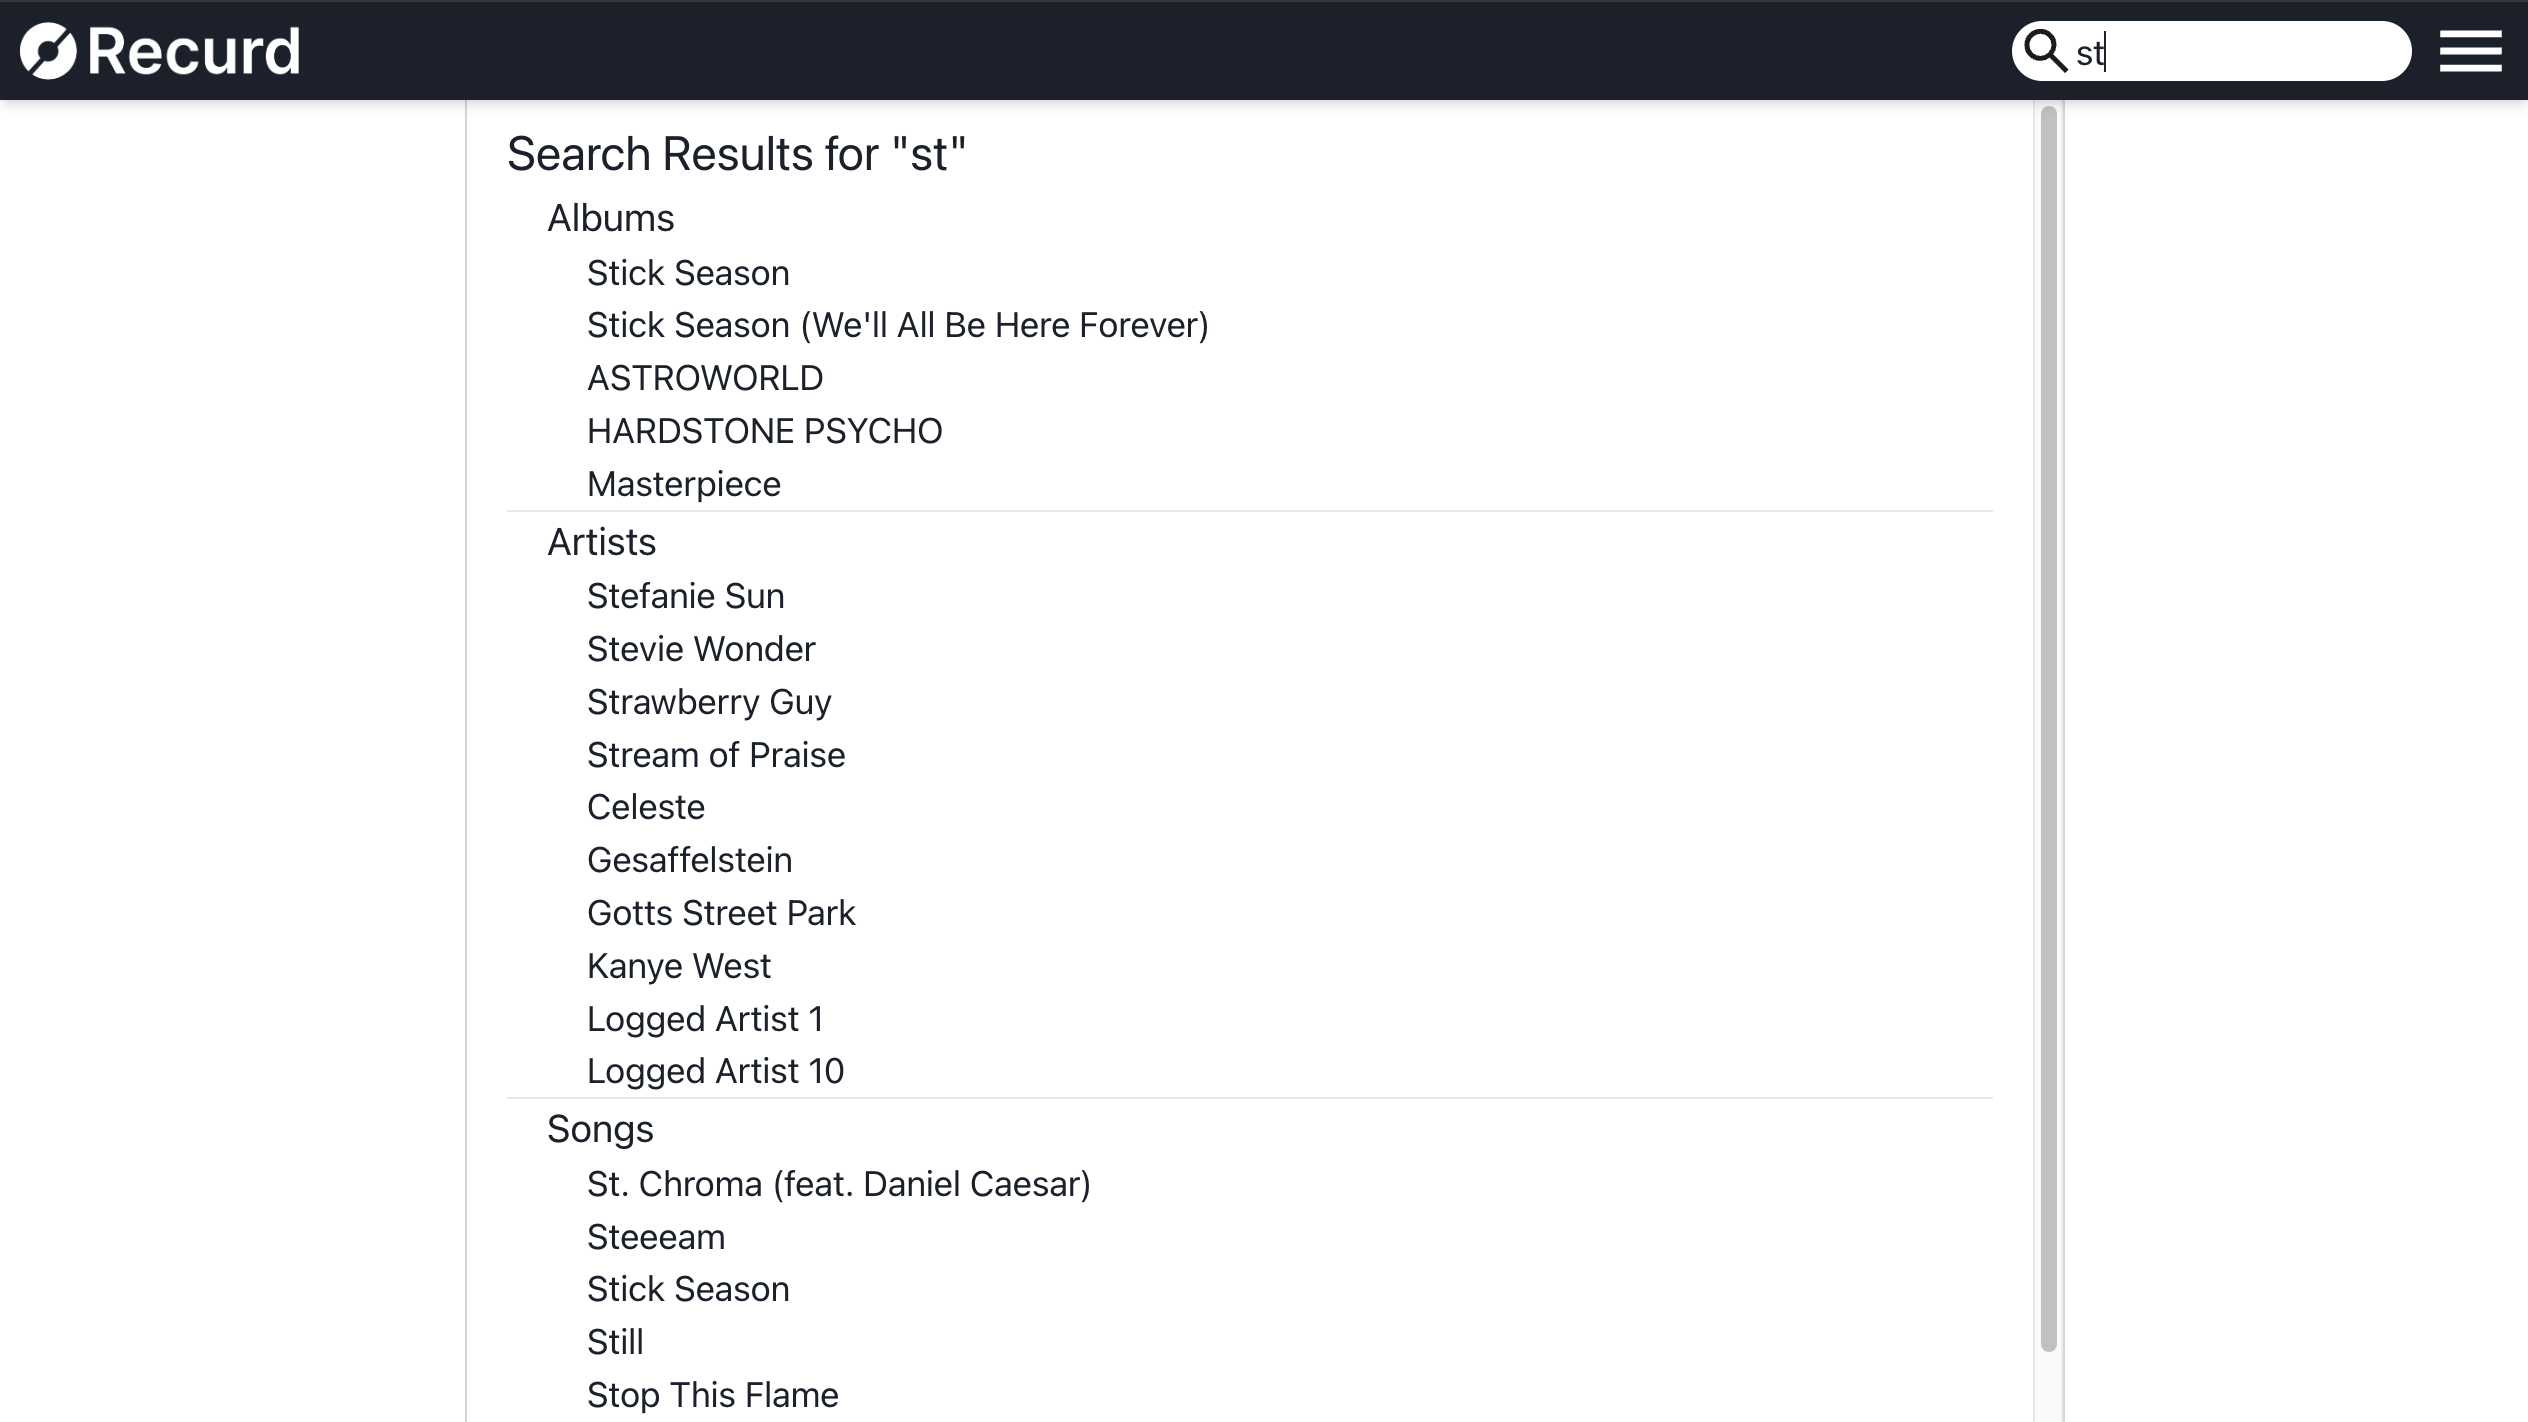 Recurd
st
Search Results for "st"
Albums
Stick Season
Stick Season (We'll All Be Here Forever)
ASTROWORLD
HARDSTONE PSYCHO
Masterpiece
Artists
Stefanie Sun
Stevie Wonder
Strawberry Guy
Stream of Praise
Celeste
Gesaffelstein
Gotts Street Park
Kanye West
Logged Artist 1
Logged Artist 10
Songs
St. Chroma (feat. Daniel Caesar)
Steeeam
Stick Season
Still
Stop This Flame